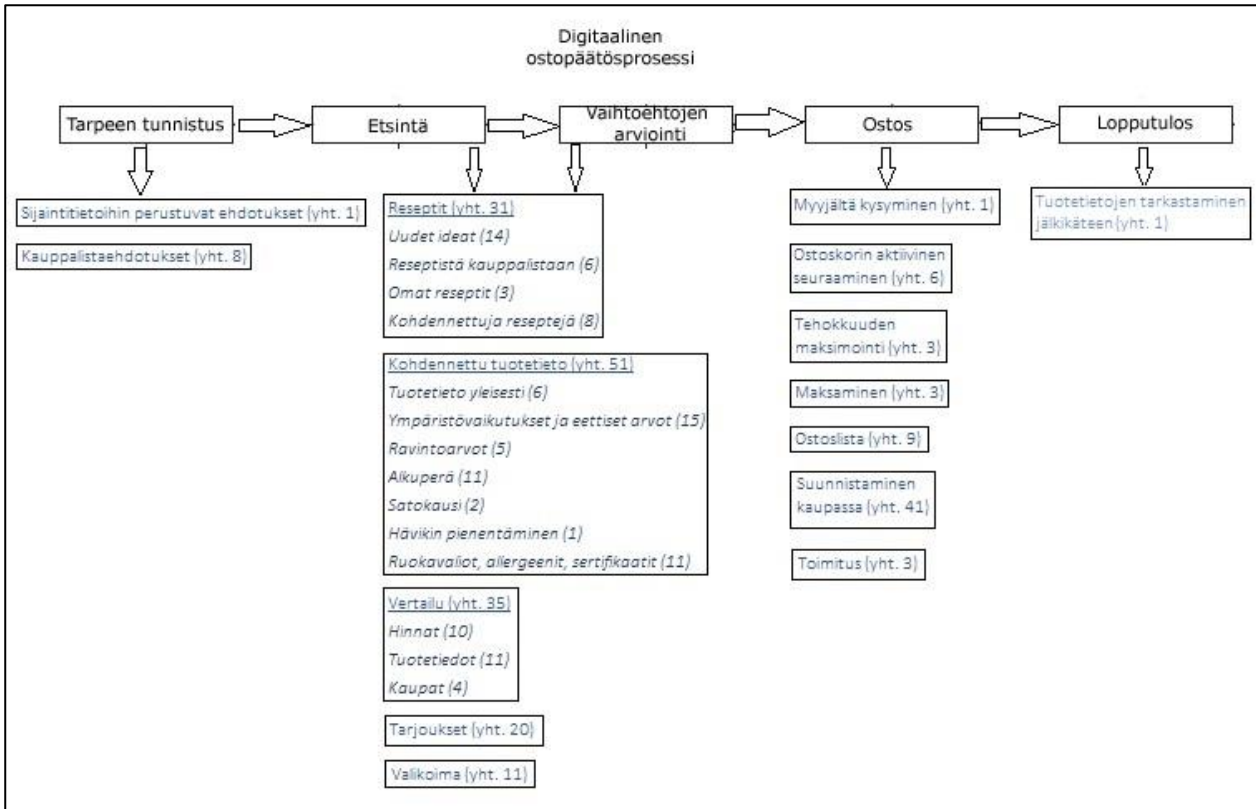 Digitaalinen
ostopäätösprosessi
Tarpeen tunnistus
Etsintä
Vaihtoehtojen
arviointi
Ostos
Lopputulos
Sijaintitietoihin perustuvat ehdotukset (yht. 1)
Kauppalistaehdotukset (yht. 8)
Reseptit (yht. 31)
Uudet ideat (14)
Reseptistä kauppalistaan (6)
Omat reseptit (3)
Kohdennettuja reseptejä (8)
Kohdennettu tuotetieto (yht. 51)
Tuotetieto yleisesti (6)
Ympäristövaikutukset ja eettiset arvot (15)
Ravintoarvot (5)
Alkuperä (11)
Satokausi (2)
Hävikin pienentäminen (1)
Ruokavaliot, allergeenit, sertifikaatit (11)
Vertailu (yht. 35)
Hinnat (10)
Tuotetiedot (11)
Kaupat (4)
Tarjoukset (yht. 20)
Valikoima (yht. 11)
Myyjältä kysyminen (yht. 1)
Ostoskorin aktiivinen
seuraaminen (yht. 6)
Tehokkuuden
maksimointi (yht. 3)
Maksaminen (yht. 3)
Ostoslista (yht. 9)
Suunnistaminen
kaupassa (yht. 41)
Toimitus (yht. 3)
Tuotetietojen tarkastaminen
jälkikäteen (yht. 1)